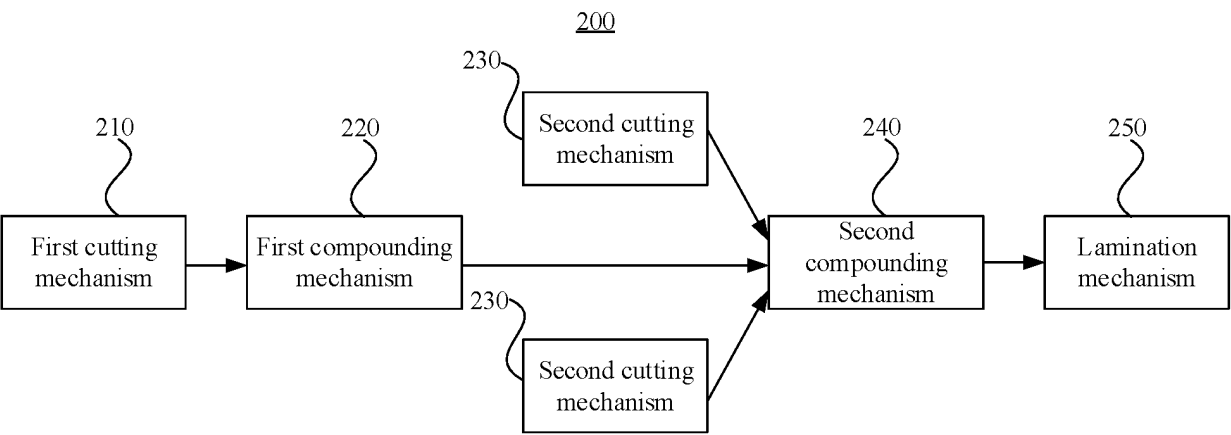 200
230
Second cutting
mechanism
210
220
240
250
First cutting
mechanism
First compounding
mechanism
Second
compounding
mechanism
Lamination
mechanism
230
Second cutting
mechanism